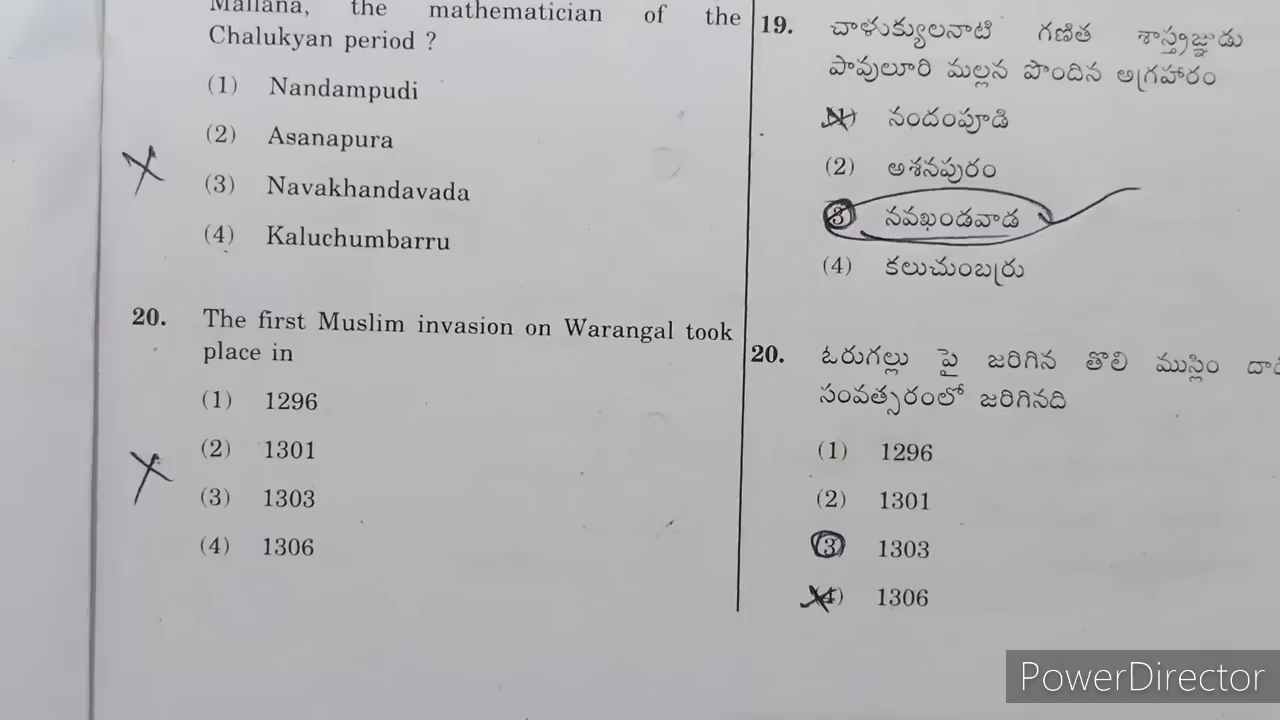 Mallana, the mathematician of the
Chalukyan period ?
(1) Nandampudi
(2) Asanapura
(3) Navakhandavada
(4) Kaluchumbarru
20. The first Muslim invasion on Warangal took
place in
(1) 1296
(2) 1301
(3) 1303
(4) 1306
19. చాళుక్యులనాటి గణిత శాస్త్రజ్ఞుడు
పావులూరి మల్లన పొందిన అగ్రహారం
(1) నందంపూడి
(2) అశనపురం
(3) నవఖండవాడ
(4) కలుచుంబర్రు
20. ఓరుగల్లు పై జరిగిన తొలి ముస్లిం
సంవత్సరంలో జరిగినది
(1) 1296
(2) 1301
(3) 1303
(4) 1306
PowerDirector